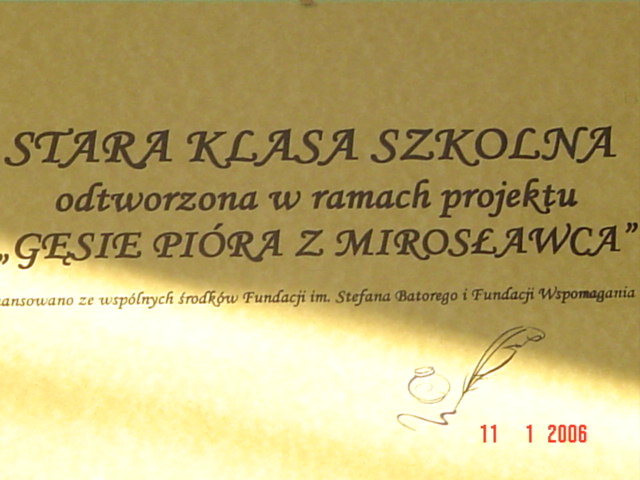 STARA KLASA SZKOLNA
odtworzona w ramach projektu
„GĘSIE PIÓRA Z MIROSŁAWCA”
ze wspólnych środków Fundacji im. Stefana Batorego i Fundacji Wspomagania
11 1 2006